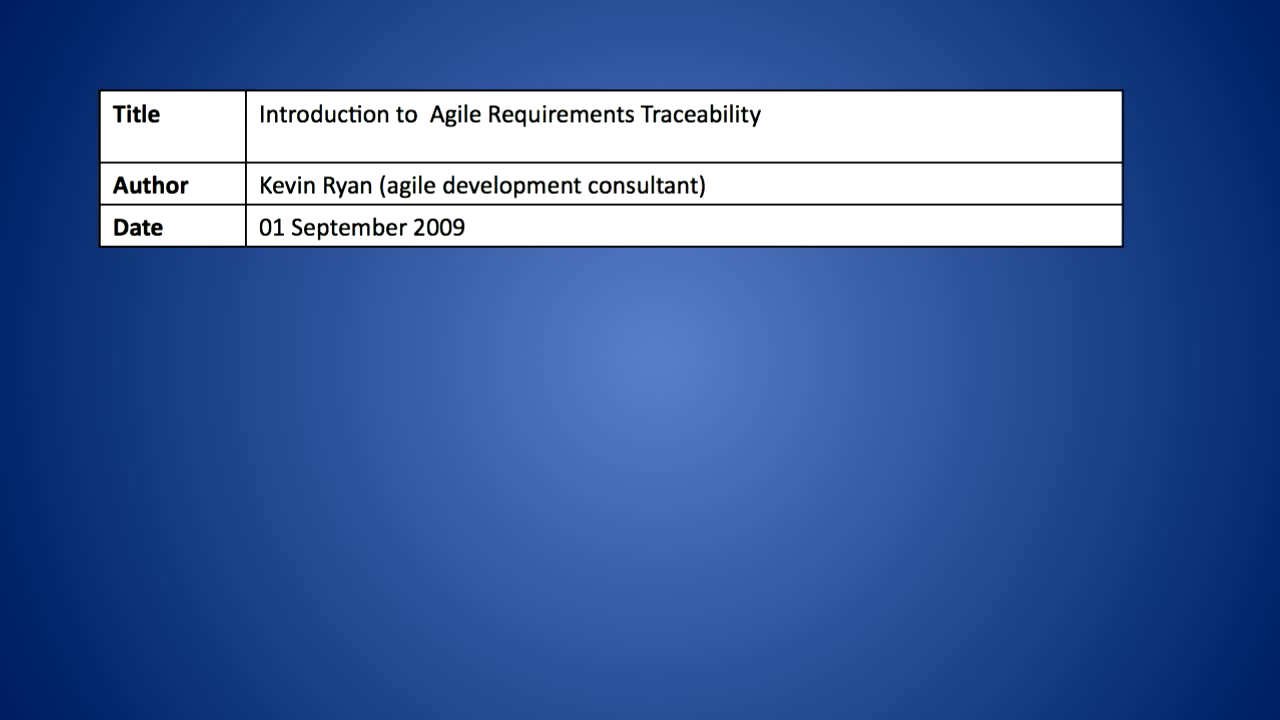 Title Introduction to  Agile Requirements Traceability
Author Kevin Ryan (agile development consultant)
Date 01 September 2009